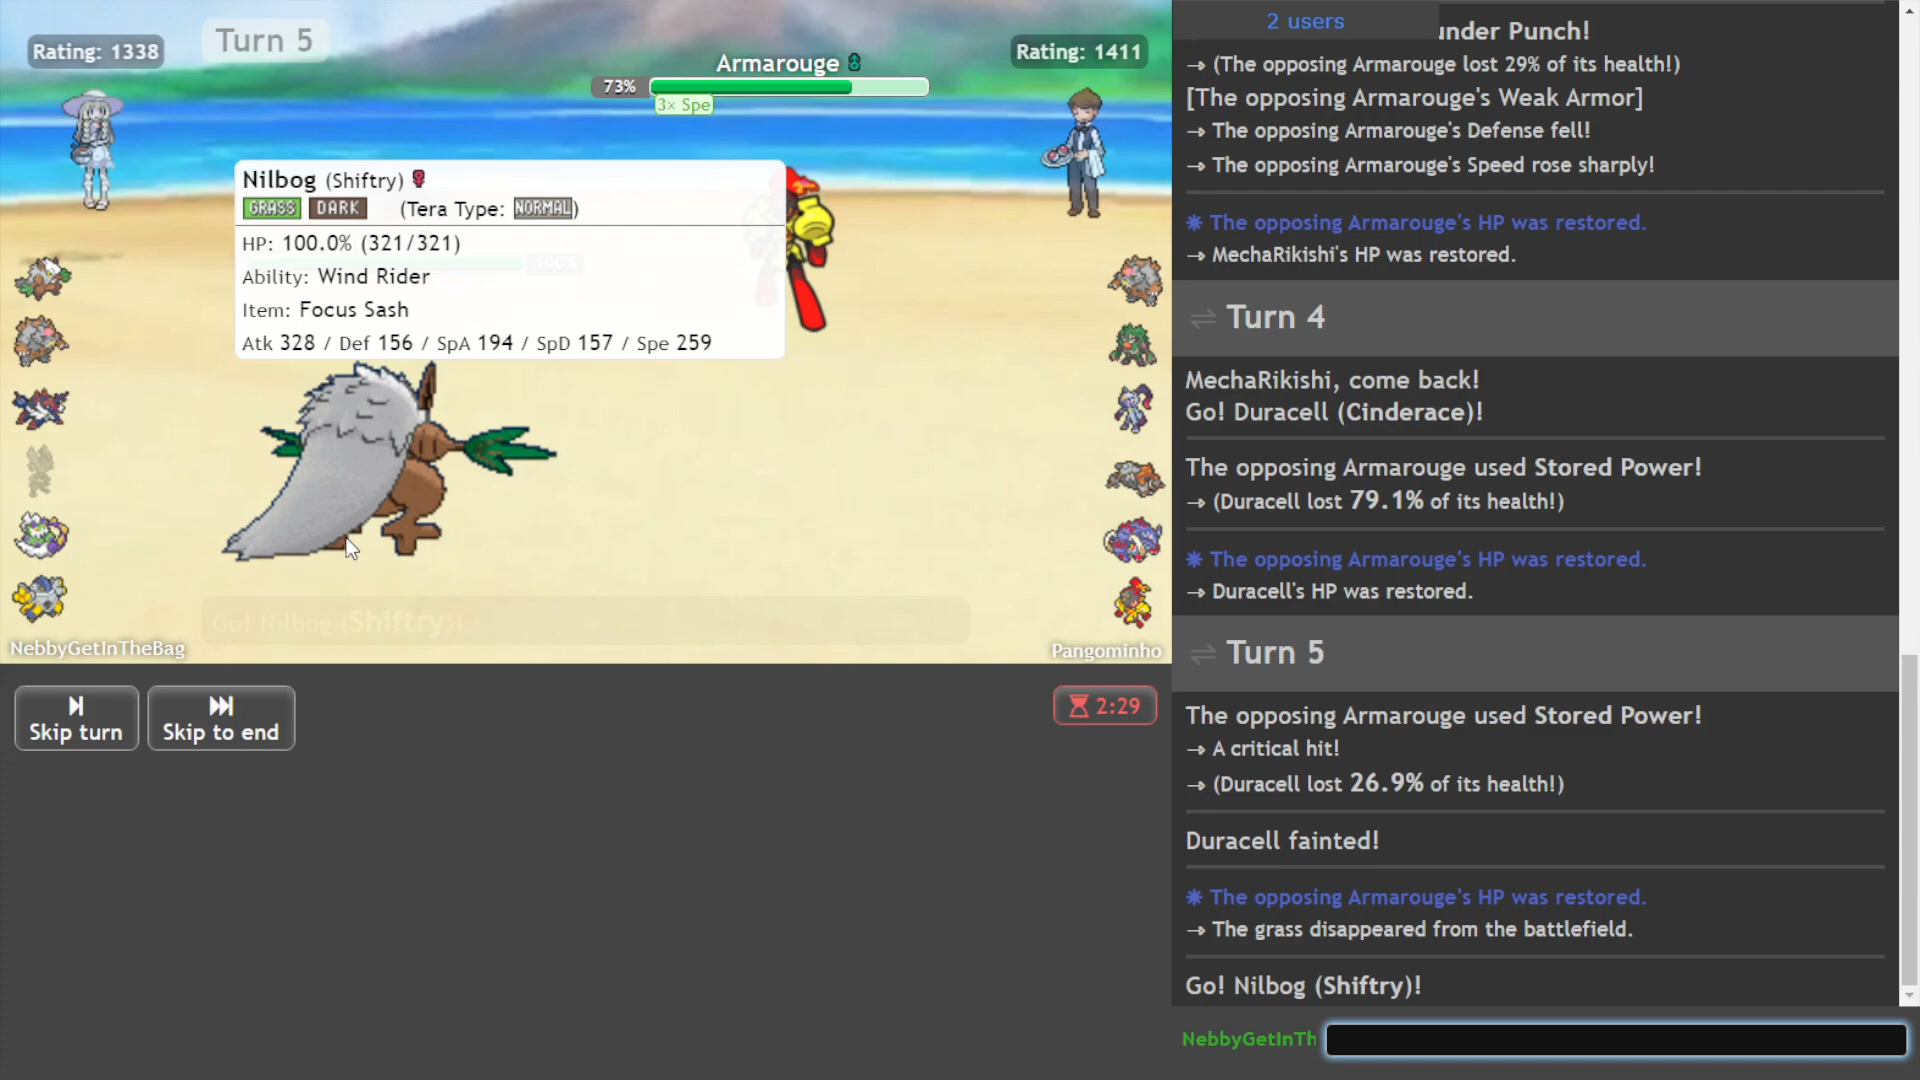 Rating: 1338
Turn 5
Armarouge
73%
3× Spe
Rating: 1411
Nilbog (Shiftry)
GRASS DARK (Tera Type: NORMAL)
HP: 100.0% (321/321)
100%
Ability: Wind Rider
Item: Focus Sash
Atk 328 / Def 156 / SpA 194 / SpD 157 / Spe 259
Go! Nilbog (Shiftry)!
NebbyGetInTheBag
Pangominho
Skip turn
Skip to end
2:29
2 users
under Punch!
→ (The opposing Armarouge lost 29% of its health!)
[The opposing Armarouge's Weak Armor]
→ The opposing Armarouge's Defense fell!
→ The opposing Armarouge's Speed rose sharply!
The opposing Armarouge's HP was restored.
→ MechaRikishi's HP was restored.
Turn 4
MechaRikishi, come back!
Go! Duracell (Cinderace)!
The opposing Armarouge used Stored Power!
→ (Duracell lost 79.1% of its health!)
The opposing Armarouge's HP was restored.
→ Duracell's HP was restored.
Turn 5
The opposing Armarouge used Stored Power!
→ A critical hit!
→ (Duracell lost 26.9% of its health!)
Duracell fainted!
The opposing Armarouge's HP was restored.
→ The grass disappeared from the battlefield.
Go! Nilbog (Shiftry)!
NebbyGetInTh